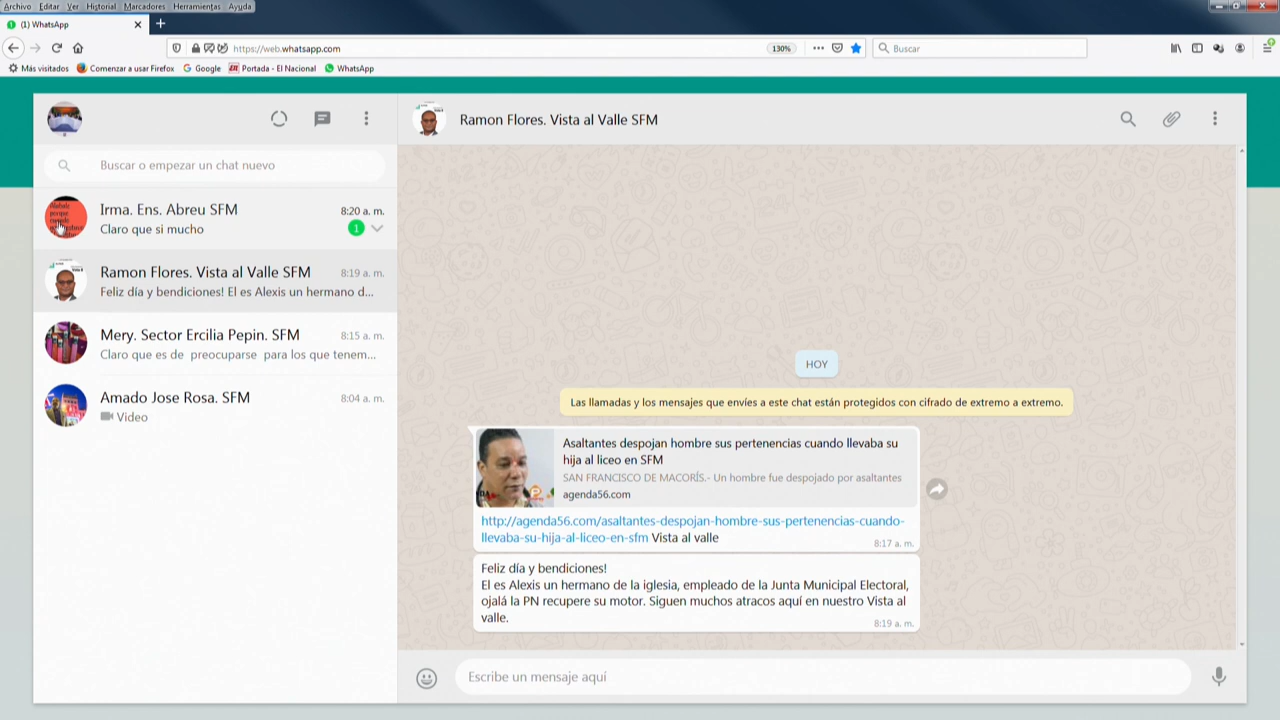 Archivo Editar Ver Historial Marcadores Herramientas Ayuda
(1) WhatsApp
https://web.whatsapp.com
130%
Buscar
Más visitados Comenzar a usar Firefox Google Portada - El Nacional WhatsApp
Ramon Flores. Vista al Valle SFM
Buscar o empezar un chat nuevo
Irma. Ens. Abreu SFM 8:20 a. m.
Claro que si mucho 1
Ramon Flores. Vista al Valle SFM 8:19 a. m.
Feliz día y bendiciones! El es Alexis un hermano d...
Mery. Sector Ercilia Pepin. SFM 8:15 a. m.
Claro que es de preocuparse para los que tenem...
Amado Jose Rosa. SFM 8:04 a. m.
Video
HOY
Las llamadas y los mensajes que envíes a este chat están protegidos con cifrado de extremo a extremo.
Asaltantes despojan hombre sus pertenencias cuando llevaba su
hija al liceo en SFM
SAN FRANCISCO DE MACORÍS.- Un hombre fue despojado por asaltantes
agenda56.com
http://agenda56.com/asaltantes-despojan-hombre-sus-pertenencias-cuando-
llevaba-su-hija-al-liceo-en-sfm Vista al valle
8:17 a. m.
Feliz día y bendiciones!
El es Alexis un hermano de la iglesia, empleado de la Junta Municipal Electoral,
ojalá la PN recupere su motor. Siguen muchos atracos aquí en nuestro Vista al
valle.
8:19 a. m.
Escribe un mensaje aquí